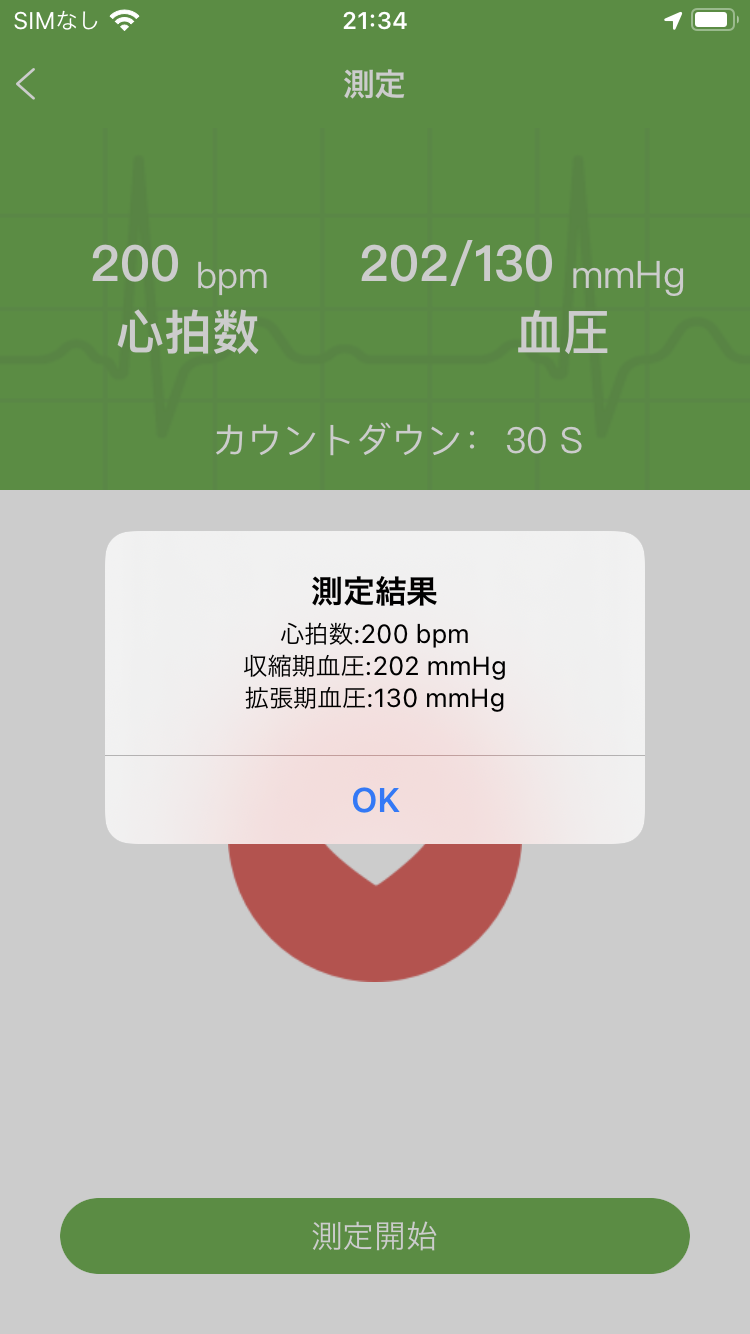 SIMなし 21:34
測定
200 bpm 202/130 mmHg
心拍数 血圧
カウントダウン： 30 S
測定結果
心拍数:200 bpm
収縮期血圧:202 mmHg
拡張期血圧:130 mmHg
OK
測定開始